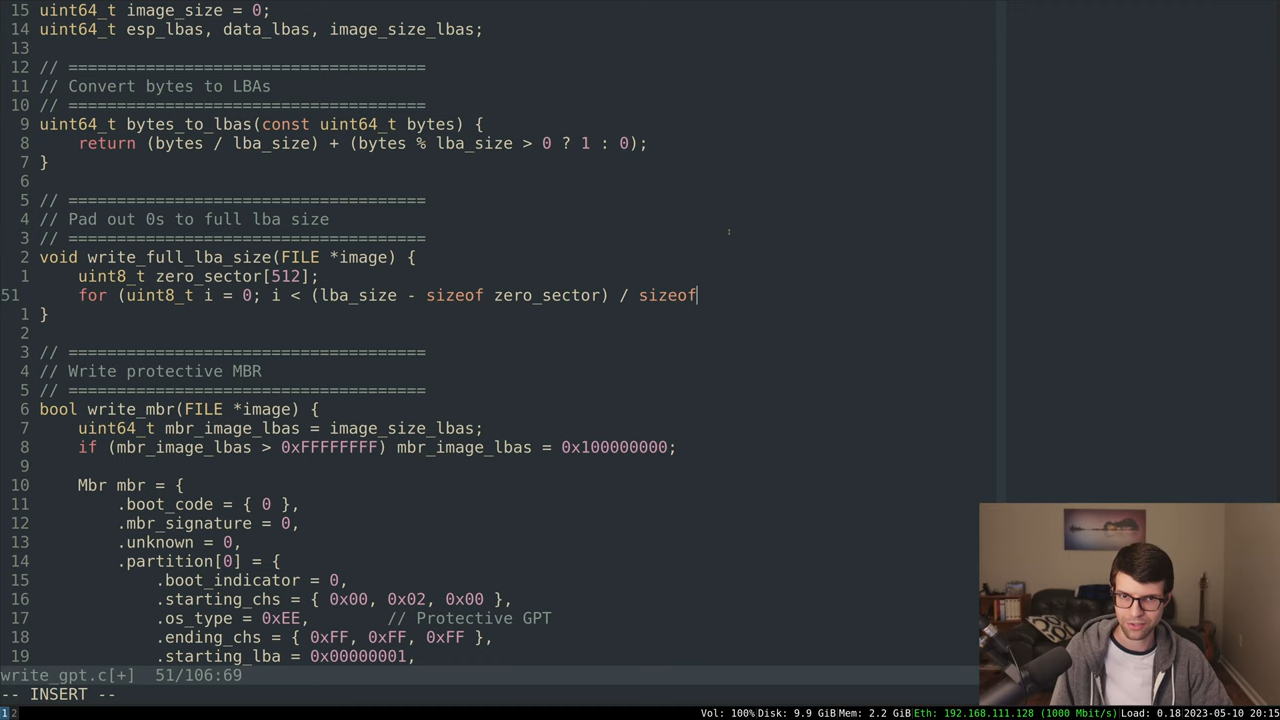 15 uint64_t image_size = 0;
14 uint64_t esp_lbas, data_lbas, image_size_lbas;
13
12 // =====================================
11 // Convert bytes to LBAs
10 // =====================================
9 uint64_t bytes_to_lbas(const uint64_t bytes) {
8     return (bytes / lba_size) + (bytes % lba_size > 0 ? 1 : 0);
7 }
6
5 // =====================================
4 // Pad out 0s to full lba size
3 // =====================================
2 void write_full_lba_size(FILE *image) {
1     uint8_t zero_sector[512];
51     for (uint8_t i = 0; i < (lba_size - sizeof zero_sector) / sizeof
1 }
2
3 // =====================================
4 // Write protective MBR
5 // =====================================
6 bool write_mbr(FILE *image) {
7     uint64_t mbr_image_lbas = image_size_lbas;
8     if (mbr_image_lbas > 0xFFFFFFFF) mbr_image_lbas = 0x100000000;
9
10     Mbr mbr = {
11         .boot_code = { 0 },
12         .mbr_signature = 0,
13         .unknown = 0,
14         .partition[0] = {
15             .boot_indicator = 0,
16             .starting_chs = { 0x00, 0x02, 0x00 },
17             .os_type = 0xEE,        // Protective GPT
18             .ending_chs = { 0xFF, 0xFF, 0xFF },
19             .starting_lba = 0x00000001,
write_gpt.c[+]  51/106:69
-- INSERT --
1 2 Vol: 100% Disk: 9.9 GiB Mem: 2.2 GiB Eth: 192.168.111.128 (1000 Mbit/s) Load: 0.18 2023-05-10 20:15